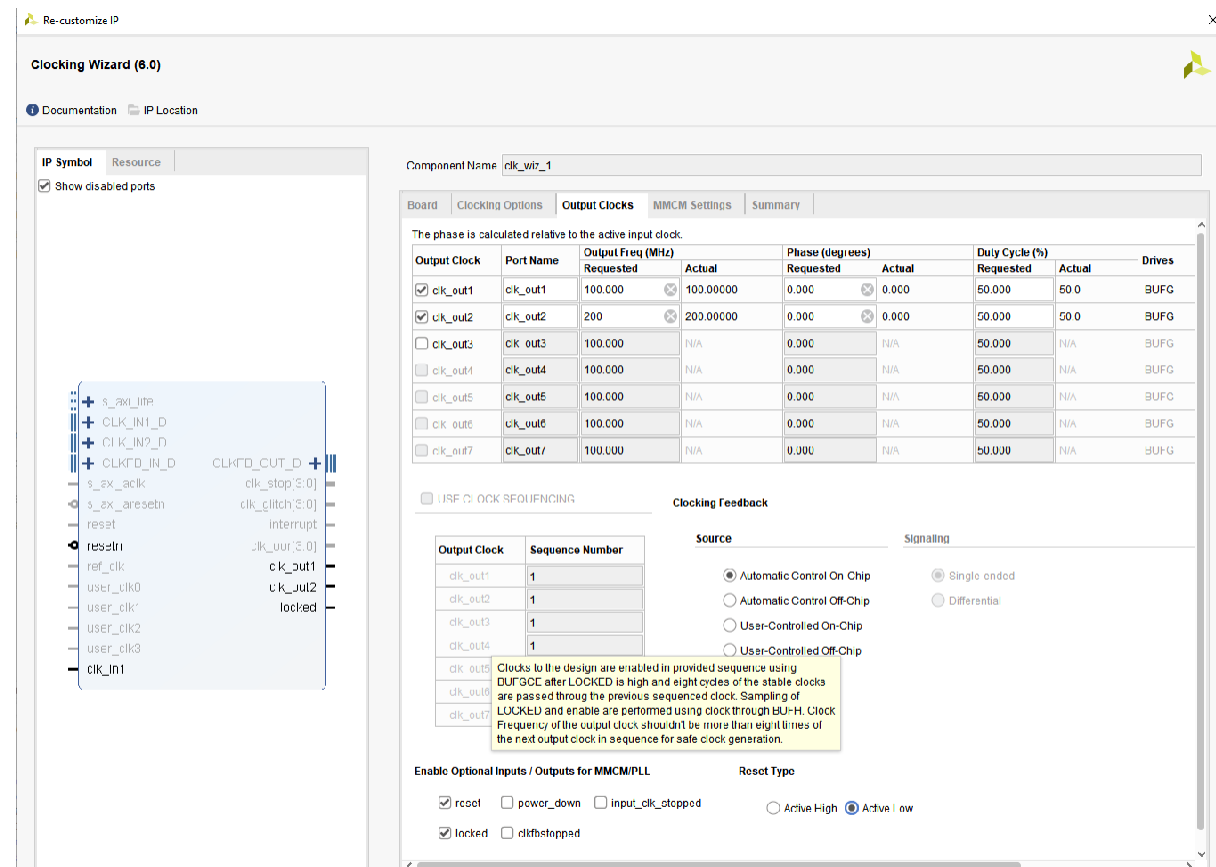 Re-customize IP
Clocking Wizard (6.0)
Documentation IP Location
IP Symbol Resource
Show disabled ports
s_axi_lite
CLK_IN1_D
CLK_IN2_D
CLKFB_IN_D CLKFB_OUT_D
s_axi_aclk clk_stop[3:0]
s_axi_aresetn clk_glitch[3:0]
reset interrupt
resetn clk_oor[3:0]
ref_clk clk_out1
user_clk0 clk_out2
user_clk1 locked
user_clk2
user_clk3
clk_in1
Component Name clk_wiz_1
Board Clocking Options Output Clocks MMCM Settings Summary
The phase is calculated relative to the active input clock.
Output Clock Port Name Output Freq (MHz) Phase (degrees) Duty Cycle (%) Drives
Requested Actual Requested Actual Requested Actual
clk_out1 clk_out1 100.000 100.00000 0.000 0.000 50.000 50.0 BUFG
clk_out2 clk_out2 200 200.00000 0.000 0.000 50.000 50.0 BUFG
clk_out3 clk_out3 100.000 N/A 0.000 N/A 50.000 N/A BUFG
clk_out4 clk_out4 100.000 N/A 0.000 N/A 50.000 N/A BUFG
clk_out5 clk_out5 100.000 N/A 0.000 N/A 50.000 N/A BUFG
clk_out6 clk_out6 100.000 N/A 0.000 N/A 50.000 N/A BUFG
clk_out7 clk_out7 100.000 N/A 0.000 N/A 50.000 N/A BUFG
USE CLOCK SEQUENCING
Output Clock Sequence Number
clk_out1 1
clk_out2 1
clk_out3 1
clk_out4 1
clk_out5
clk_out6
clk_out7
Clocking Feedback
Source Signaling
Automatic Control On-Chip Single-ended
Automatic Control Off-Chip Differential
User-Controlled On-Chip
User-Controlled Off-Chip
Clocks to the design are enabled in provided sequence using
BUFGCE after LOCKED is high and eight cycles of the stable clocks
are passed throug the previous sequenced clock. Sampling of
LOCKED and enable are performed using clock through BUFH. Clock
Frequency of the output clock shouldn't be more than eight times of
the next output clock in sequence for safe clock generation.
Enable Optional Inputs / Outputs for MMCM/PLL Reset Type
reset power_down input_clk_stopped Active High Active Low
locked clkfbstopped